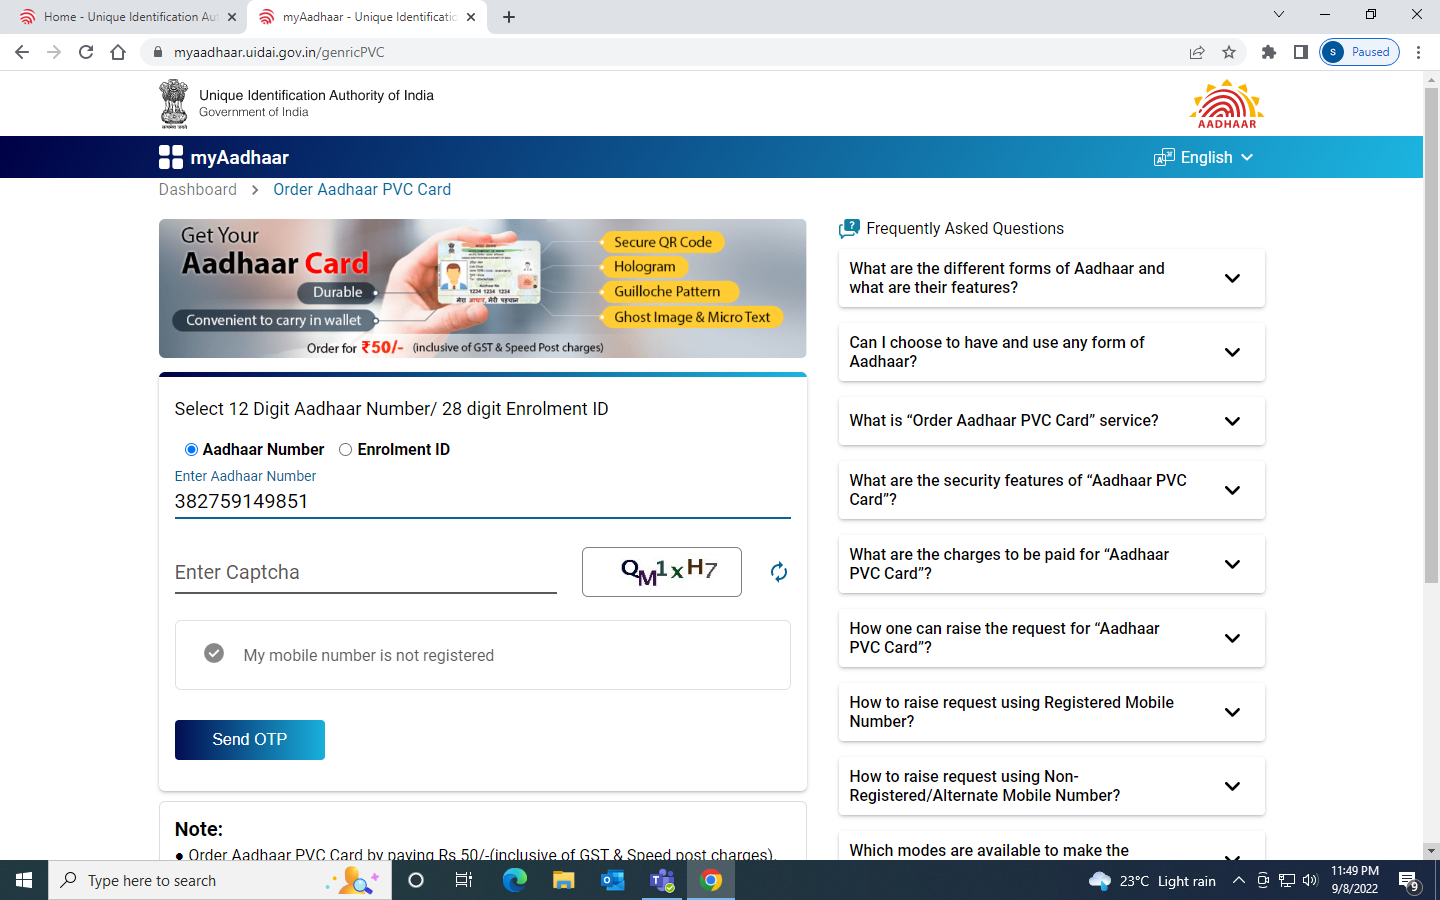 Home - Unique Identification Au
myAadhaar - Unique Identificatic
myaadhaar.uidai.gov.in/genricPVC
S
Paused
Unique Identification Authority of India
Government of India
AADHAAR
myAadhaar
English
Dashboard > Order Aadhaar PVC Card
Get Your
Aadhaar Card
Durable
Convenient to carry in wallet
Secure QR Code
Hologram
Guilloche Pattern
Ghost Image & Micro Text
1234 1234 1234
मेरा आधार, मेरी पहचान
Order for ₹50/- (inclusive of GST & Speed Post charges)
Select 12 Digit Aadhaar Number/ 28 digit Enrolment ID
Aadhaar Number
Enrolment ID
Enter Aadhaar Number
382759149851
Enter Captcha
QM1xH7
My mobile number is not registered
Send OTP
Note:
● Order Aadhaar PVC Card by paying Rs 50/-(inclusive of GST & Speed post charges).
Frequently Asked Questions
What are the different forms of Aadhaar and
what are their features?
Can I choose to have and use any form of
Aadhaar?
What is “Order Aadhaar PVC Card” service?
What are the security features of “Aadhaar PVC
Card”?
What are the charges to be paid for “Aadhaar
PVC Card”?
How one can raise the request for “Aadhaar
PVC Card”?
How to raise request using Registered Mobile
Number?
How to raise request using Non-
Registered/Alternate Mobile Number?
Which modes are available to make the
Type here to search
23°C Light rain
11:49 PM
9/8/2022
9